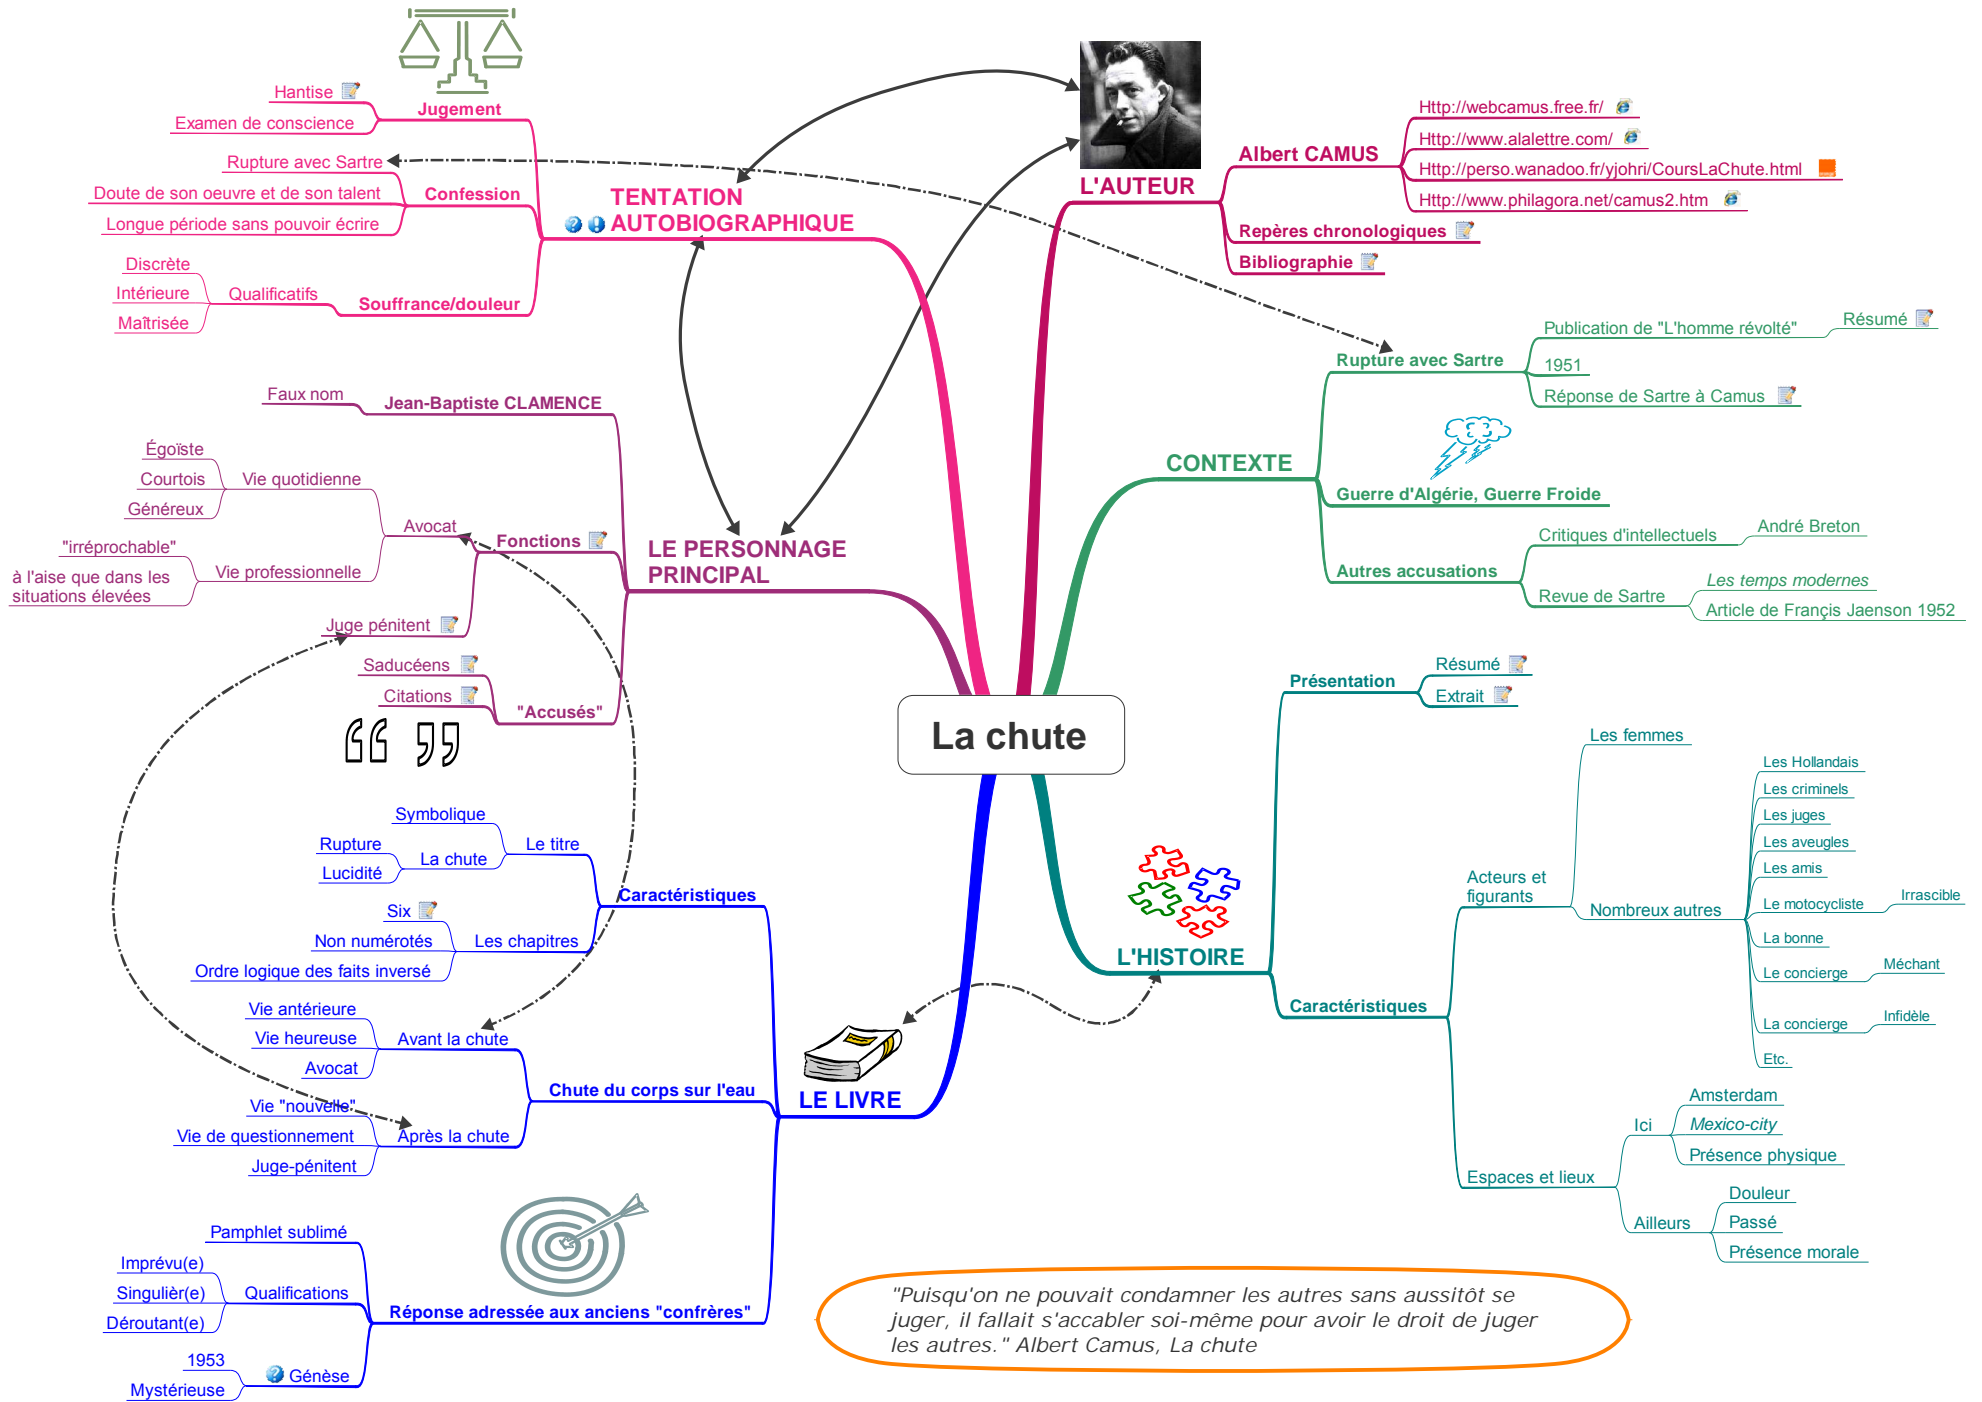 La chute
L'AUTEUR
Albert CAMUS
Http://webcamus.free.fr/
Http://www.alalettre.com/
Http://perso.wanadoo.fr/yjohri/CoursLaChute.html
Http://www.philagora.net/camus2.htm
Repères chronologiques
Bibliographie
CONTEXTE
Rupture avec Sartre
Publication de "L'homme révolté"
Résumé
1951
Réponse de Sartre à Camus
Guerre d'Algérie, Guerre Froide
Autres accusations
Critiques d'intellectuels
André Breton
Revue de Sartre
Les temps modernes
Article de Françis Jaenson 1952
L'HISTOIRE
Présentation
Résumé
Extrait
Caractéristiques
Acteurs et
figurants
Les femmes
Nombreux autres
Les Hollandais
Les criminels
Les juges
Les aveugles
Les amis
Le motocycliste
Irrascible
La bonne
Le concierge
Méchant
La concierge
Infidèle
Etc.
Espaces et lieux
Ici
Amsterdam
Mexico-city
Présence physique
Ailleurs
Douleur
Passé
Présence morale
TENTATION
AUTOBIOGRAPHIQUE
Jugement
Hantise
Examen de conscience
Confession
Rupture avec Sartre
Doute de son oeuvre et de son talent
Longue période sans pouvoir écrire
Souffrance/douleur
Qualificatifs
Discrète
Intérieure
Maîtrisée
LE PERSONNAGE
PRINCIPAL
Jean-Baptiste CLAMENCE
Faux nom
Fonctions
Avocat
Vie quotidienne
Égoïste
Courtois
Généreux
Vie professionnelle
"irréprochable"
à l'aise que dans les
situations élevées
Juge pénitent
"Accusés"
Saducéens
Citations
LE LIVRE
Caractéristiques
Le titre
Symbolique
La chute
Rupture
Lucidité
Les chapitres
Six
Non numérotés
Ordre logique des faits inversé
Chute du corps sur l'eau
Avant la chute
Vie antérieure
Vie heureuse
Avocat
Après la chute
Vie "nouvelle"
Vie de questionnement
Juge-pénitent
Réponse adressée aux anciens "confrères"
Pamphlet sublimé
Qualifications
Imprévu(e)
Singulièr(e)
Déroutant(e)
Génèse
1953
Mystérieuse
"Puisqu'on ne pouvait condamner les autres sans aussitôt se
juger, il fallait s'accabler soi-même pour avoir le droit de juger
les autres." Albert Camus, La chute